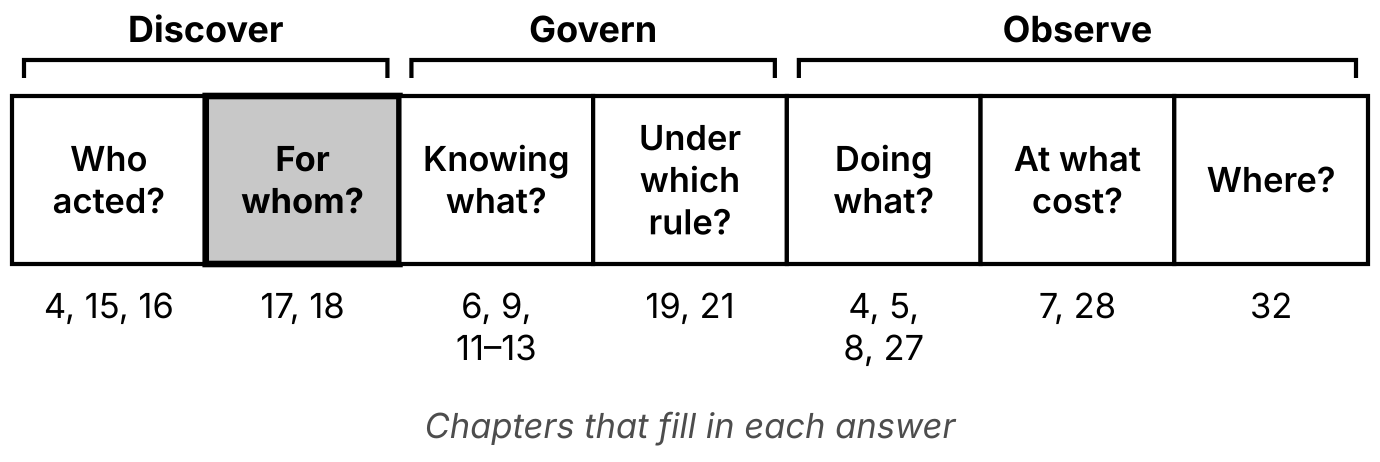 Discover
Govern
Observe
Who
acted?
For
whom?
Knowing
what?
Under
which
rule?
Doing
what?
At what
cost?
Where?
4, 15, 16
17, 18
6, 9,
11–13
19, 21
4, 5,
8, 27
7, 28
32
Chapters that fill in each answer